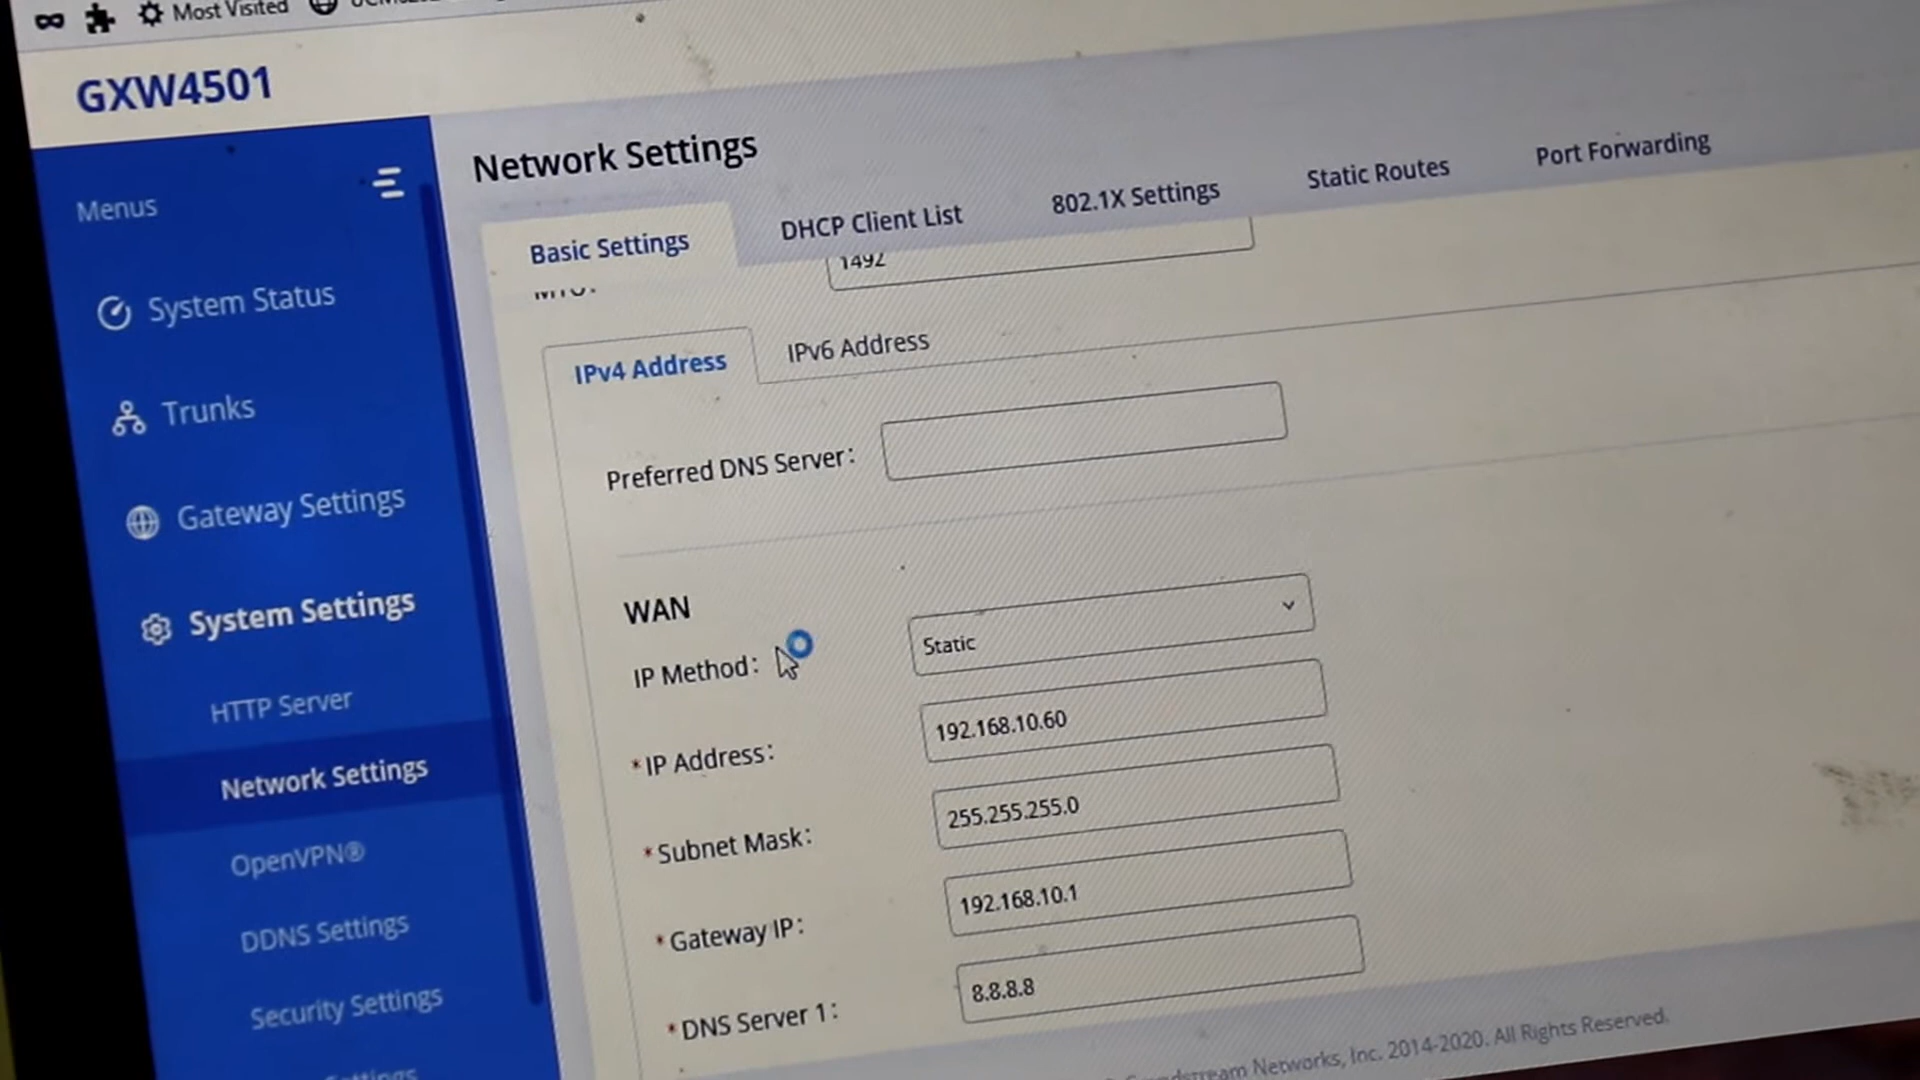 Most Visited
GXW4501
Menus
System Status
Trunks
Gateway Settings
System Settings
HTTP Server
Network Settings
OpenVPN®
DDNS Settings
Security Settings
Settings
Network Settings
Basic Settings
DHCP Client List
802.1X Settings
Static Routes
Port Forwarding
MTU: 1492
IPv4 Address
IPv6 Address
Preferred DNS Server:
WAN
IP Method: Static
*IP Address: 192.168.10.60
*Subnet Mask: 255.255.255.0
*Gateway IP: 192.168.10.1
*DNS Server 1: 8.8.8.8
Grandstream Networks, Inc. 2014-2020. All Rights Reserved.